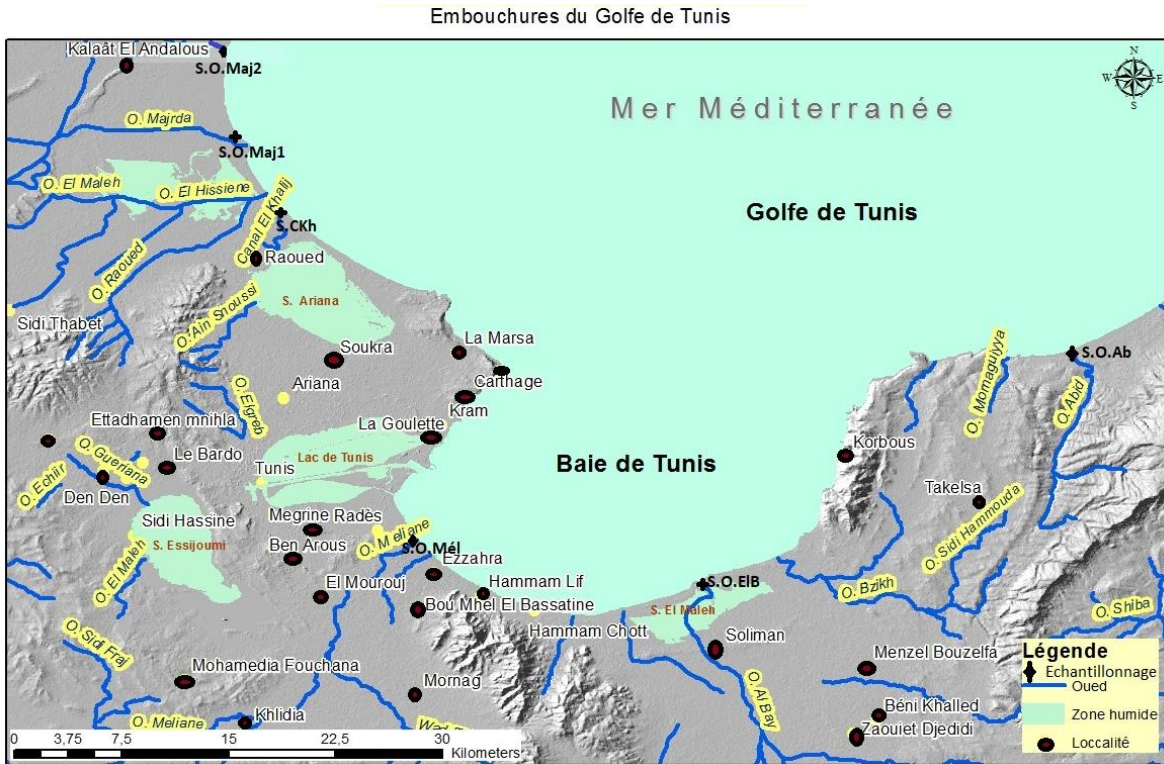 Embouchures du Golfe de Tunis
Kalaât El Andalous
S.O.Maj2
N
W E
S
Mer Méditerranée
O. Majrda
S.O.Maj1
O. El Maleh
O. El Hissiene
Canal El Khalij
S.CKh
Golfe de Tunis
Raoued
O. Raoued
S. Ariana
Sidi Thabet
O. Ain Snoussi
Soukra
La Marsa
O. Mornaguiyya
S.O.Ab
Ariana
Carthage
O. Elgreb
Kram
O. Abid
Ettadhamen mnihla
La Goulette
Korbous
O. Gueriana
Le Bardo
Lac de Tunis
Baie de Tunis
O. Echiir
Den Den
Tunis
Takelsa
Sidi Hassine
Megrine Radès
O. Sidi Hammouda
S. Essijoumi
O. Meliane
S.O.Mél
Ben Arous
Ezzahra
O. El Maleh
El Mourouj
Hammam Lif
S.O.ElB
O. Bzikh
Bou Mhel El Bassatine
S. El Maleh
O. Shiba
Hammam Chott
Soliman
O. Sidi Fraj
Mohamedia Fouchana
Mornag
O. Al Bay
Menzel Bouzelfa
O. Meliane
Khlidia
Béni Khalled
Zaouiet Djedidi
Légende
Echantillonnage
Oued
Zone humide
Loccalité
0 3,75 7,5 15 22,5 30
Kilometers